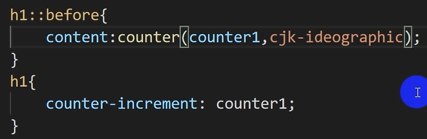 h1::before{
    content:counter(counter1,cjk-ideographic);
}
h1{
    counter-increment: counter1;
}